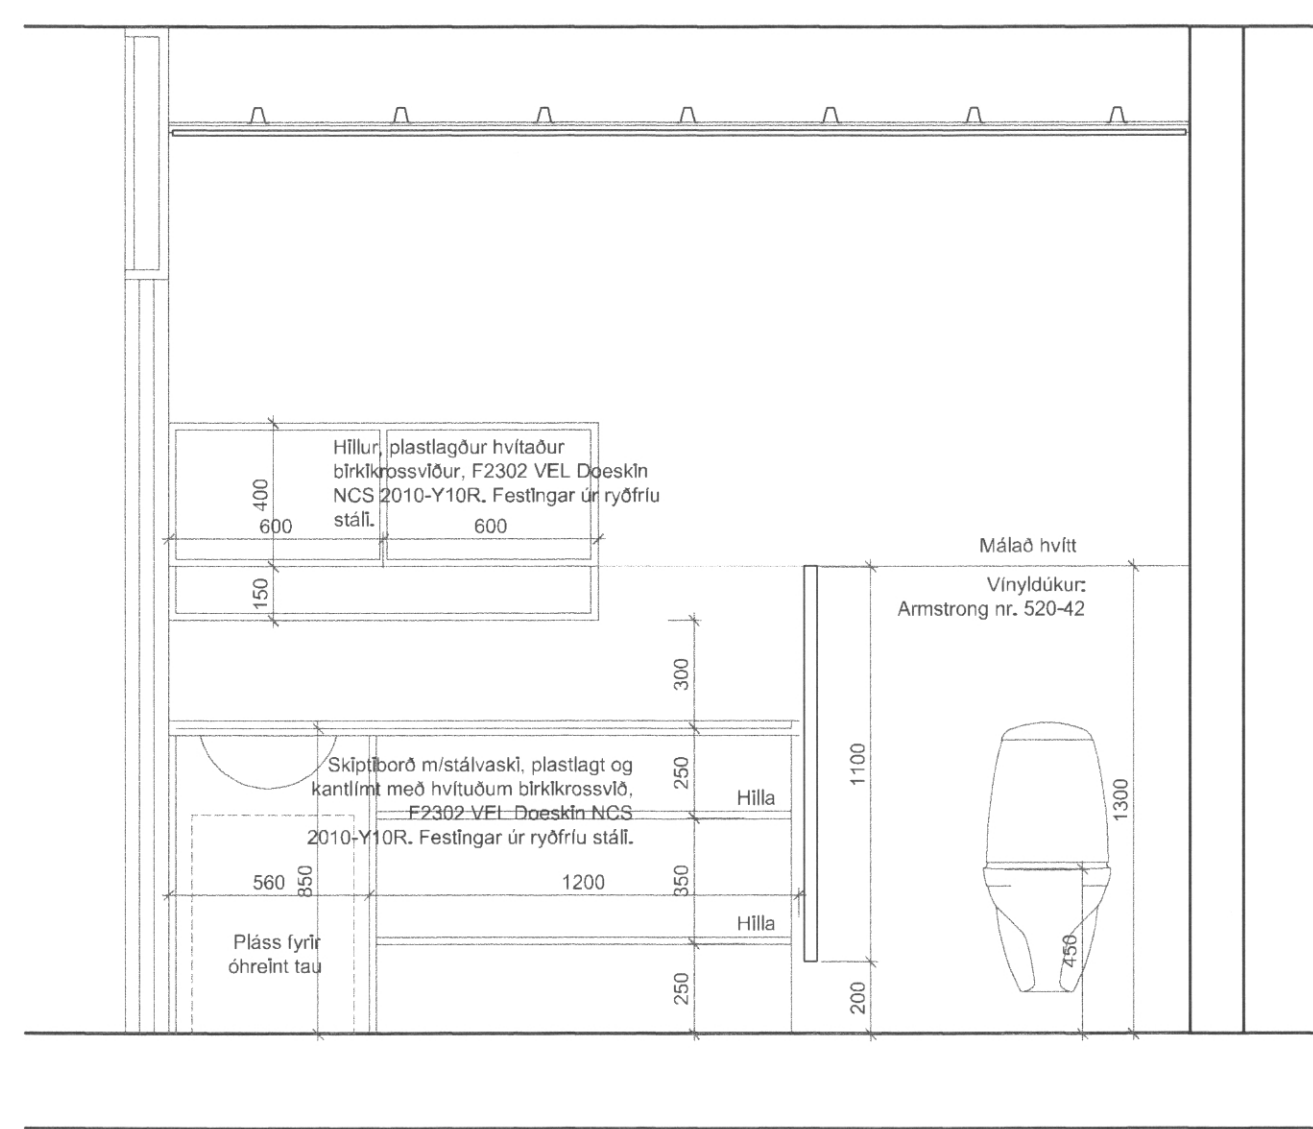 Hillur, plastlagður hvítaður
birkikrossviður, F2302 VEL Doeskin
NCS 2010-Y10R. Festingar úr ryðfríu
stáli.
400
600
600
150
Málað hvítt
Vínyldúkur:
Armstrong nr. 520-42
300
Skiptiborð m/stálvaski, plastlagt og
kantlímt með hvítuðum birkikrossvið,
F2302 VEL Doeskin NCS
2010-Y10R. Festingar úr ryðfríu stáli.
250
Hilla
1100
1300
560
850
1200
350
Hilla
Pláss fyrir
óhreint tau
250
200
450